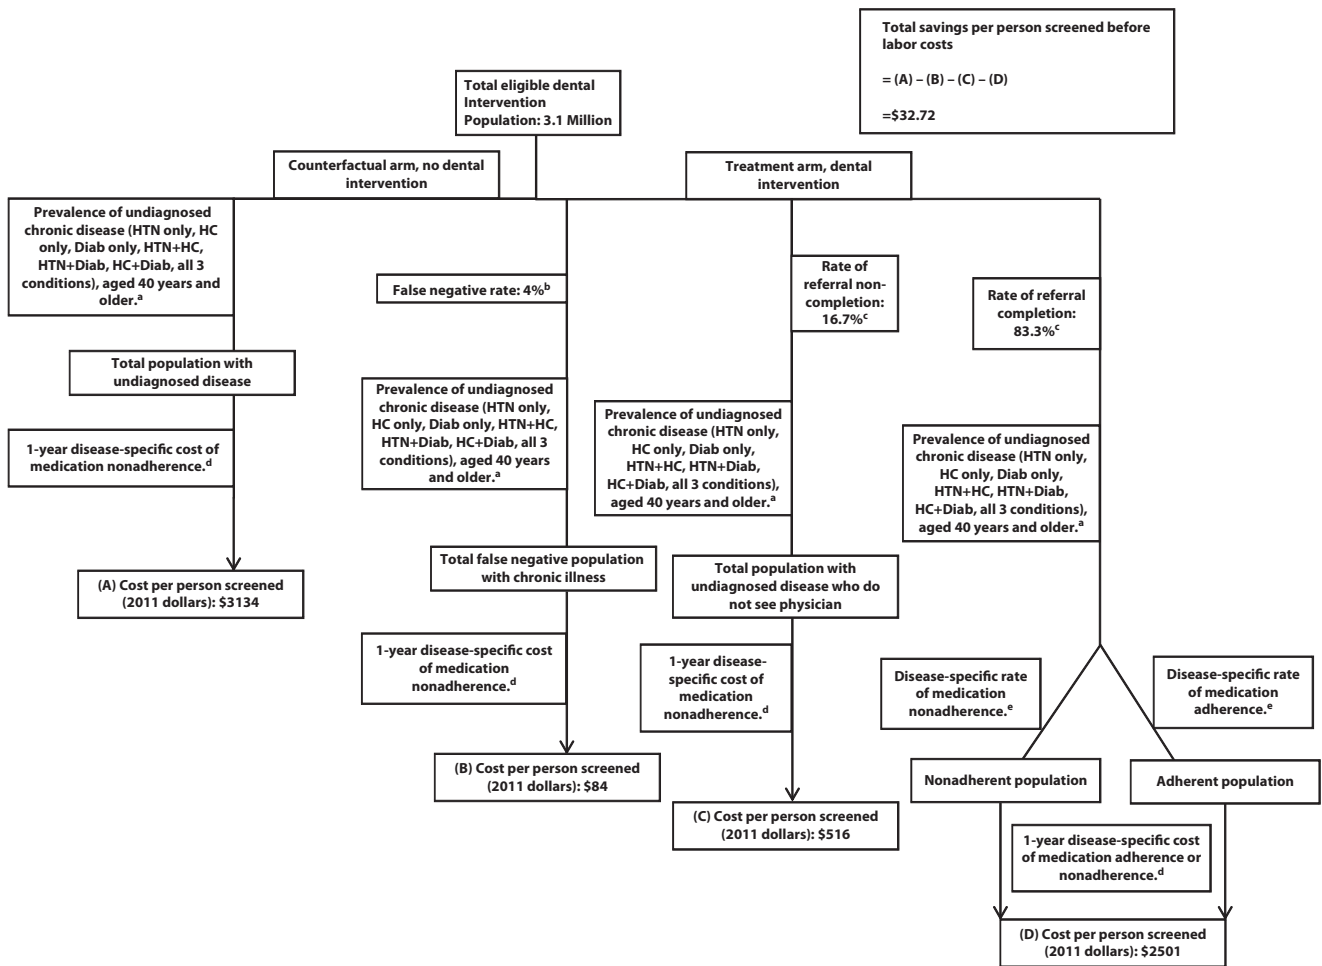 Total savings per person screened before
labor costs
= (A) – (B) – (C) – (D)
=$32.72
Total eligible dental
Intervention
Population: 3.1 Million
Counterfactual arm, no dental
intervention
Treatment arm, dental
intervention
Prevalence of undiagnosed
chronic disease (HTN only, HC
only, Diab only, HTN+HC,
HTN+Diab, HC+Diab, all 3
conditions), aged 40 years and
older.a
Total population with
undiagnosed disease
1-year disease-specific cost of
medication nonadherence.d
(A) Cost per person screened
(2011 dollars): $3134
False negative rate: 4%b
Prevalence of undiagnosed
chronic disease (HTN only,
HC only, Diab only, HTN+HC,
HTN+Diab, HC+Diab, all 3
conditions), aged 40 years
and older.a
Total false negative population
with chronic illness
1-year disease-specific cost
of medication
nonadherence.d
(B) Cost per person screened
(2011 dollars): $84
Rate of
referral non-
completion:
16.7%c
Prevalence of undiagnosed
chronic disease (HTN only,
HC only, Diab only,
HTN+HC, HTN+Diab,
HC+Diab, all 3 conditions),
aged 40 years and older.a
Total population with
undiagnosed disease who do
not see physician
1-year disease-
specific cost of
medication
nonadherence.d
(C) Cost per person screened
(2011 dollars): $516
Rate of referral
completion:
83.3%c
Prevalence of undiagnosed
chronic disease (HTN only,
HC only, Diab only,
HTN+HC, HTN+Diab,
HC+Diab, all 3 conditions),
aged 40 years and older.a
Disease-specific rate
of medication
nonadherence.e
Disease-specific rate
of medication
adherence.e
Nonadherent population
Adherent population
1-year disease-specific cost
of medication adherence or
nonadherence.d
(D) Cost per person screened
(2011 dollars): $2501